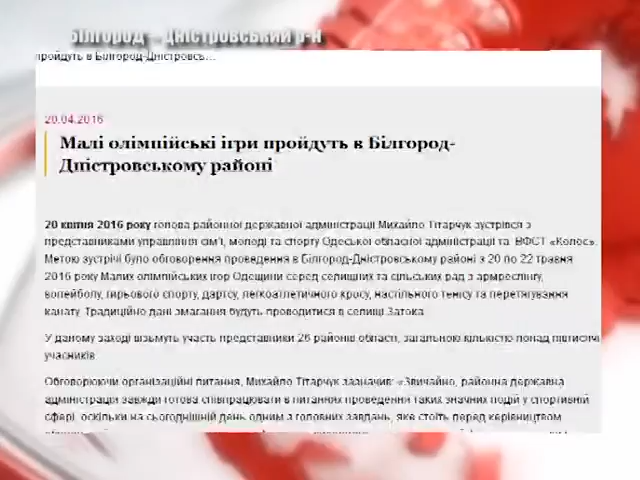 Білгород - Дністровський р-н
пройдуть в Білгород-Дністровсь...
20.04.2016
Малі олімпійські ігри пройдуть в Білгород-
Дністровському районі
20 квітня 2016 року голова районної державної адміністрації Михайло Тітарчук зустрівся з
представниками управління сім'ї, молоді та спорту Одеської обласної адміністрації та ВФСТ «Колос».
Метою зустрічі було обговорення проведення в Білгород-Дністровському районі з 20 по 22 травня
2016 року Малих олімпійських ігор Одещини серед селищних та сільських рад з армреслінгу,
волейболу, гирьового спорту, дартсу, легкоатлетичного кросу, настільного тенісу та перетягування
канату. Традиційно дані змагання будуть проводитися в селищі Затока.
У даному заході візьмуть участь представники 26 районів області, загальною кількістю понад півтисячі
учасників.
Обговорюючи організаційні питання, Михайло Тітарчук зазначив: «Звичайно, районна державна
адміністрація завжди готова співпрацювати в питаннях проведення таких значних подій у спортивній
сфері, оскільки на сьогоднішній день одним з головних завдань, яке стоїть перед керівництвом